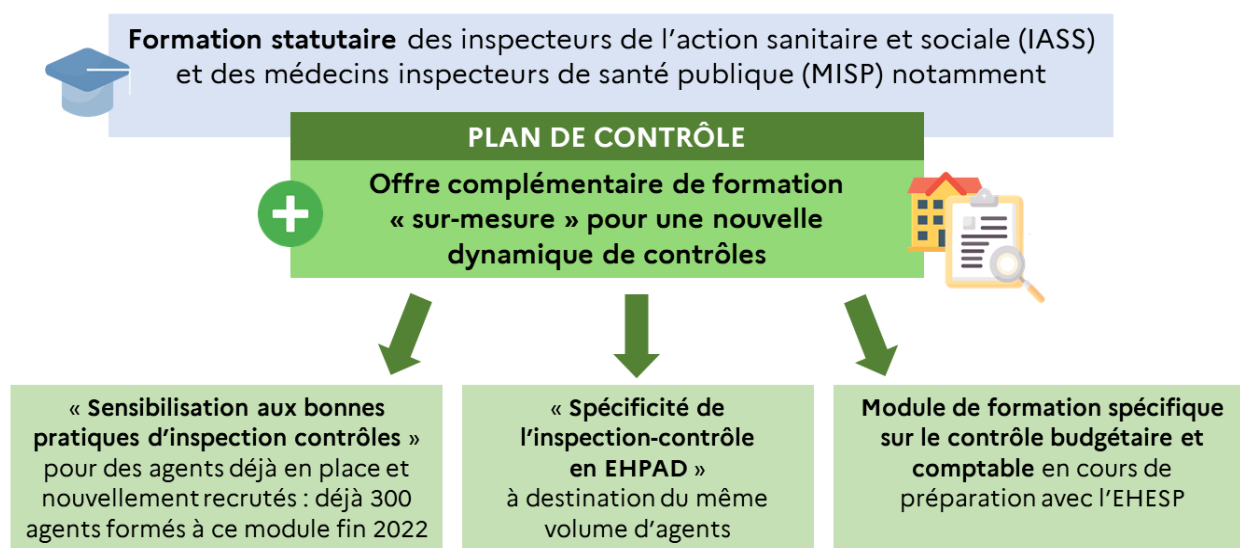 Formation statutaire des inspecteurs de l'action sanitaire et sociale (IASS)
et des médecins inspecteurs de santé publique (MISP) notamment
PLAN DE CONTRÔLE
Offre complémentaire de formation
« sur-mesure » pour une nouvelle
dynamique de contrôles
« Sensibilisation aux bonnes
pratiques d'inspection contrôles »
pour des agents déjà en place et
nouvellement recrutés : déjà 300
agents formés à ce module fin 2022
« Spécificité de
l'inspection-contrôle
en EHPAD »
à destination du même
volume d'agents
Module de formation spécifique
sur le contrôle budgétaire et
comptable en cours de
préparation avec l'EHESP